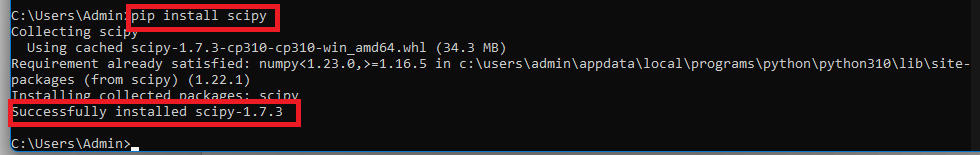 C:\Users\Admin>pip install scipy
Collecting scipy
  Using cached scipy-1.7.3-cp310-cp310-win_amd64.whl (34.3 MB)
Requirement already satisfied: numpy<1.23.0,>=1.16.5 in c:\users\admin\appdata\local\programs\python\python310\lib\site-
packages (from scipy) (1.22.1)
Installing collected packages: scipy
Successfully installed scipy-1.7.3
C:\Users\Admin>